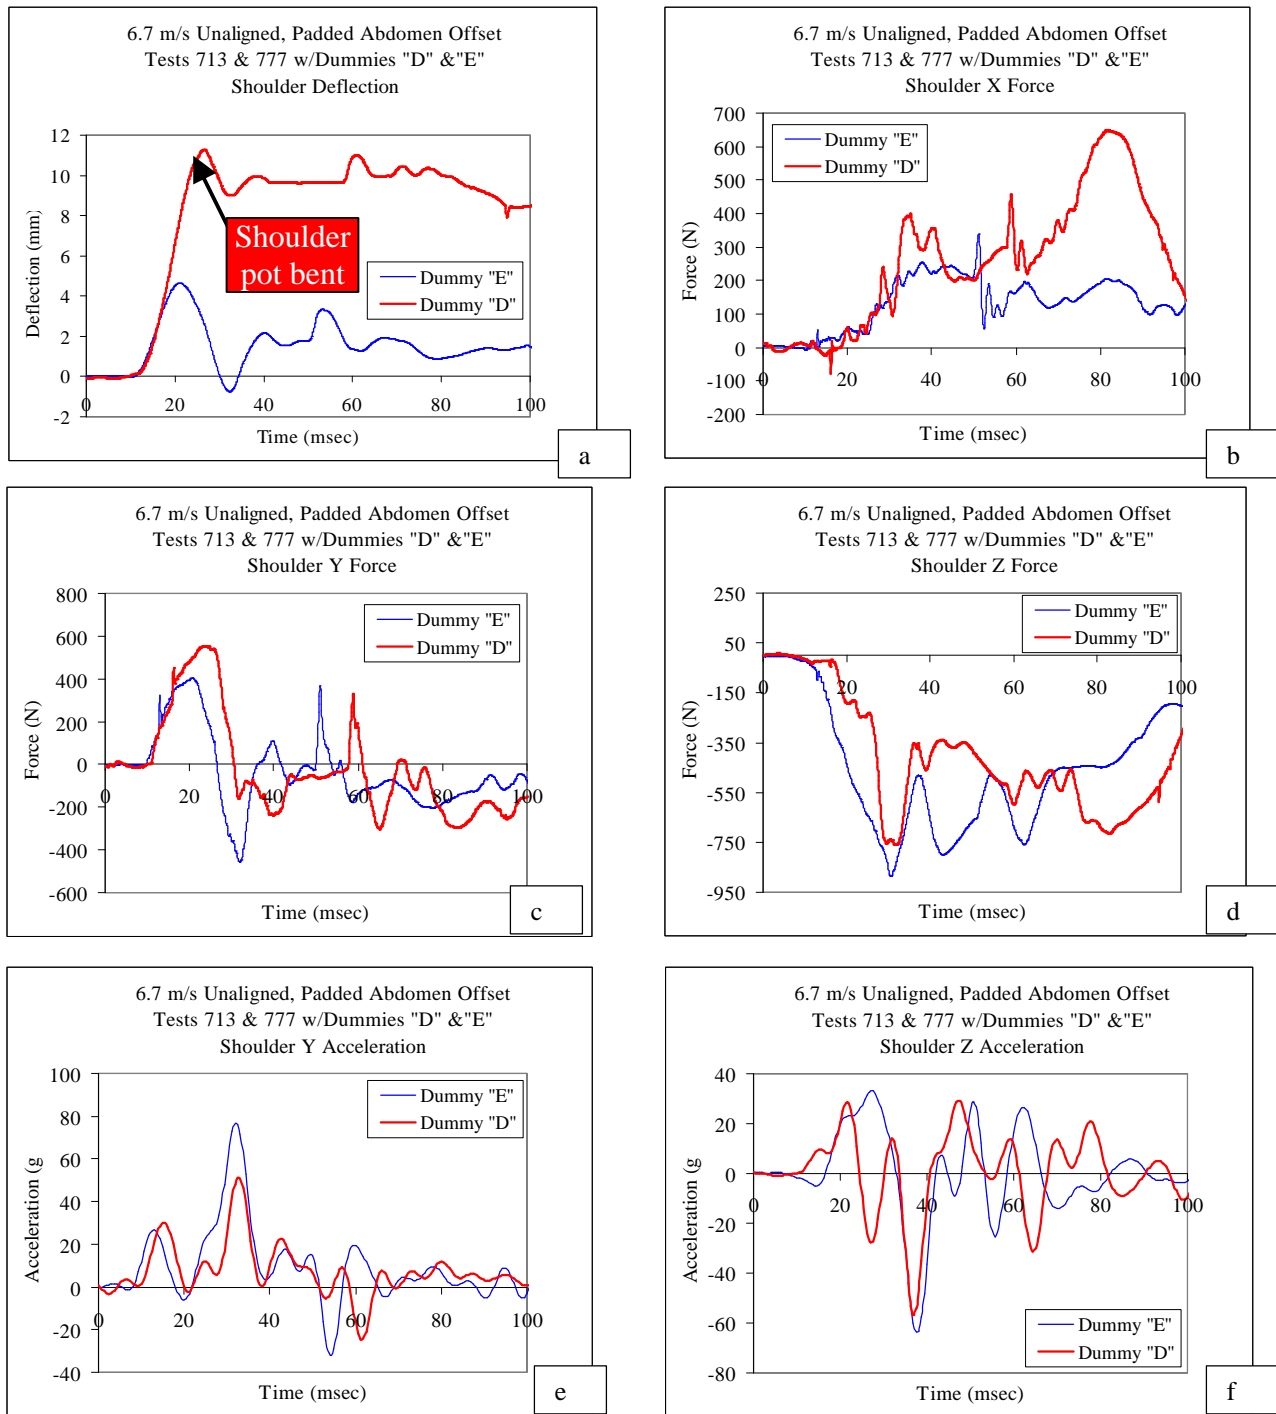 6.7 m/s Unaligned, Padded Abdomen Offset
Tests 713 & 777 w/Dummies "D" &"E"
Shoulder Deflection
12
10
8
6
4
2
0
-2
0 20 40 60 80 100
Deflection (mm)
Time (msec)
Shoulder
pot bent
Dummy "E"
Dummy "D"
a
6.7 m/s Unaligned, Padded Abdomen Offset
Tests 713 & 777 w/Dummies "D" &"E"
Shoulder X Force
700
600
500
400
300
200
100
0
-100
-200
0 20 40 60 80 100
Force (N)
Time (msec)
Dummy "E"
Dummy "D"
b
6.7 m/s Unaligned, Padded Abdomen Offset
Tests 713 & 777 w/Dummies "D" &"E"
Shoulder Y Force
800
600
400
200
0
-200
-400
-600
0 20 40 60 80 100
Force (N)
Time (msec)
Dummy "E"
Dummy "D"
c
6.7 m/s Unaligned, Padded Abdomen Offset
Tests 713 & 777 w/Dummies "D" &"E"
Shoulder Z Force
250
50
-150
-350
-550
-750
-950
0 20 40 60 80 100
Force (N)
Time (msec)
Dummy "E"
Dummy "D"
d
6.7 m/s Unaligned, Padded Abdomen Offset
Tests 713 & 777 w/Dummies "D" &"E"
Shoulder Y Acceleration
100
80
60
40
20
0
-20
-40
0 20 40 60 80 100
Acceleration (g
Time (msec)
Dummy "E"
Dummy "D"
e
6.7 m/s Unaligned, Padded Abdomen Offset
Tests 713 & 777 w/Dummies "D" &"E"
Shoulder Z Acceleration
40
20
0
-20
-40
-60
-80
0 20 40 60 80 100
Acceleration (g
Time (msec)
Dummy "E"
Dummy "D"
f